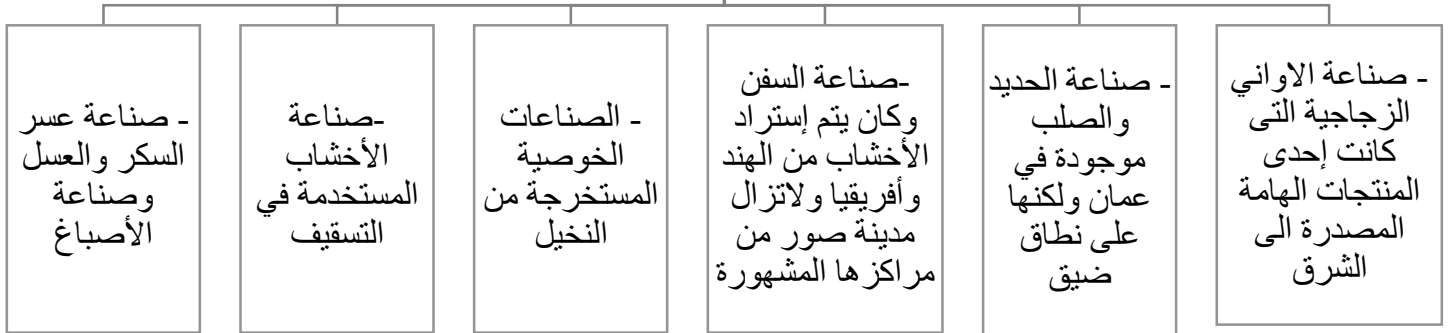 - صناعة الاواني
الزجاجية التى
كانت إحدى
المنتجات الهامة
المصدرة الى
الشرق
- صناعة الحديد
والصلب
موجودة في
عمان ولكنها
على نطاق
ضيق
-صناعة السفن
وكان يتم إستراد
الأخشاب من الهند
وأفريقيا ولاتزال
مدينة صور من
مراكزها المشهورة
- الصناعات
الخوصية
المستخرجة من
النخيل
-صناعة
الأخشاب
المستخدمة في
التسقيف
- صناعة عسر
السكر والعسل
وصناعة
الأصباغ